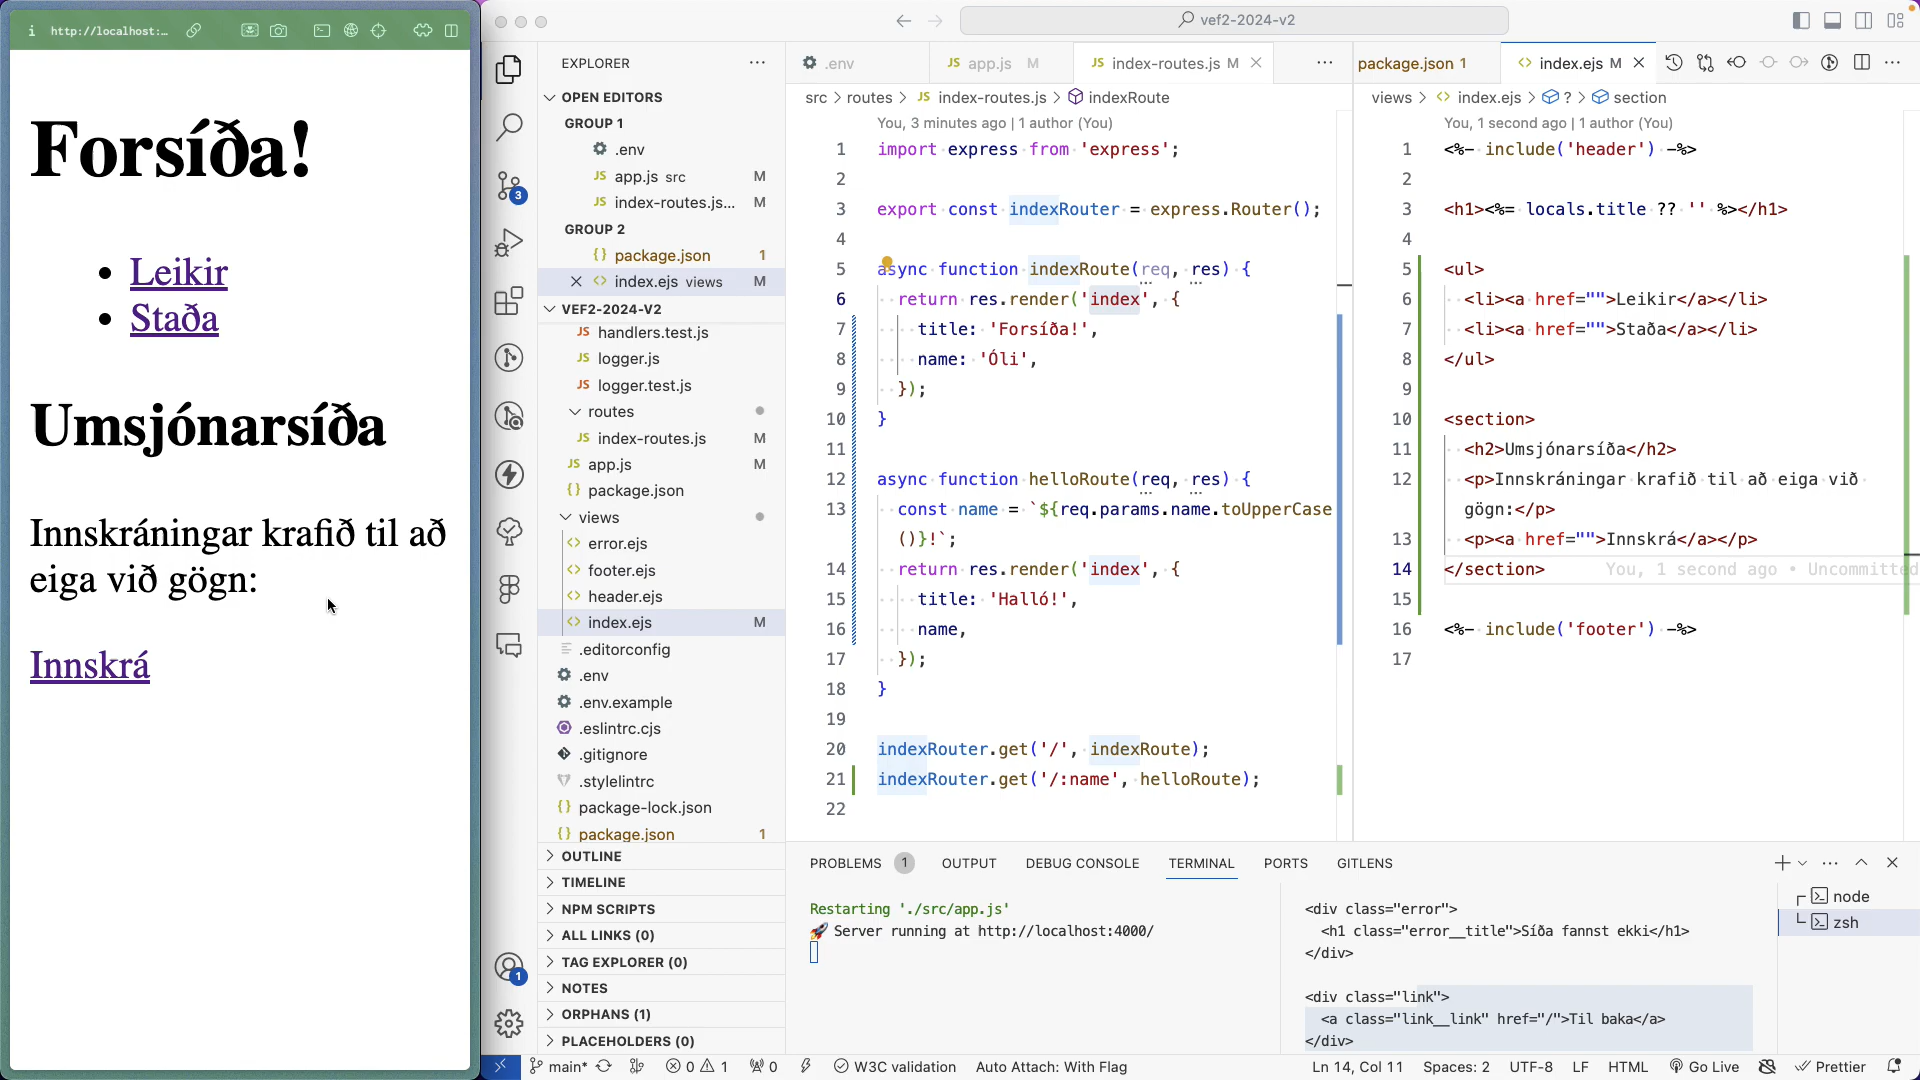 i http://localhost:…
Forsíða!
Leikir
Staða
Umsjónarsíða
Innskráningar krafið til að
eiga við gögn:
Innskrá
vef2-2024-v2
EXPLORER
OPEN EDITORS
GROUP 1
.env
app.js src M
index-routes.js... M
GROUP 2
package.json 1
index.ejs views M
VEF2-2024-V2
handlers.test.js
logger.js
logger.test.js
routes
index-routes.js M
app.js M
package.json
views
error.ejs
footer.ejs
header.ejs
index.ejs M
.editorconfig
.env
.env.example
.eslintrc.cjs
.gitignore
.stylelintrc
package-lock.json
package.json 1
OUTLINE
TIMELINE
NPM SCRIPTS
ALL LINKS (0)
TAG EXPLORER (0)
NOTES
ORPHANS (1)
PLACEHOLDERS (0)
3
1
.env
JS app.js M
JS index-routes.js M
src > routes > JS index-routes.js > indexRoute
You, 3 minutes ago | 1 author (You)
1 import express from 'express';
2
3 export const indexRouter = express.Router();
4
5 async function indexRoute(req, res) {
6 return res.render('index', {
7 title: 'Forsíða!',
8 name: 'Óli',
9 });
10 }
11
12 async function helloRoute(req, res) {
13 const name = `${req.params.name.toUpperCase
()}!`;
14 return res.render('index', {
15 title: 'Halló!',
16 name,
17 });
18 }
19
20 indexRouter.get('/', indexRoute);
21 indexRouter.get('/:name', helloRoute);
22
package.json 1
index.ejs M
views > index.ejs > ? > section
You, 1 second ago | 1 author (You)
1 <%- include('header') -%>
2
3 <h1><%= locals.title ?? '' %></h1>
4
5 <ul>
6 <li><a href="">Leikir</a></li>
7 <li><a href="">Staða</a></li>
8 </ul>
9
10 <section>
11 <h2>Umsjónarsíða</h2>
12 <p>Innskráningar krafið til að eiga við
gögn:</p>
13 <p><a href="">Innskrá</a></p>
14 </section> You, 1 second ago • Uncommitted
15
16 <%- include('footer') -%>
17
PROBLEMS 1 OUTPUT DEBUG CONSOLE TERMINAL PORTS GITLENS
Restarting './src/app.js'
🚀 Server running at http://localhost:4000/
<div class="error">
<h1 class="error__title">Síða fannst ekki</h1>
</div>
<div class="link">
<a class="link__link" href="/">Til baka</a>
</div>
node
zsh
main* 0 1 0 W3C validation Auto Attach: With Flag Ln 14, Col 11 Spaces: 2 UTF-8 LF HTML Go Live Prettier